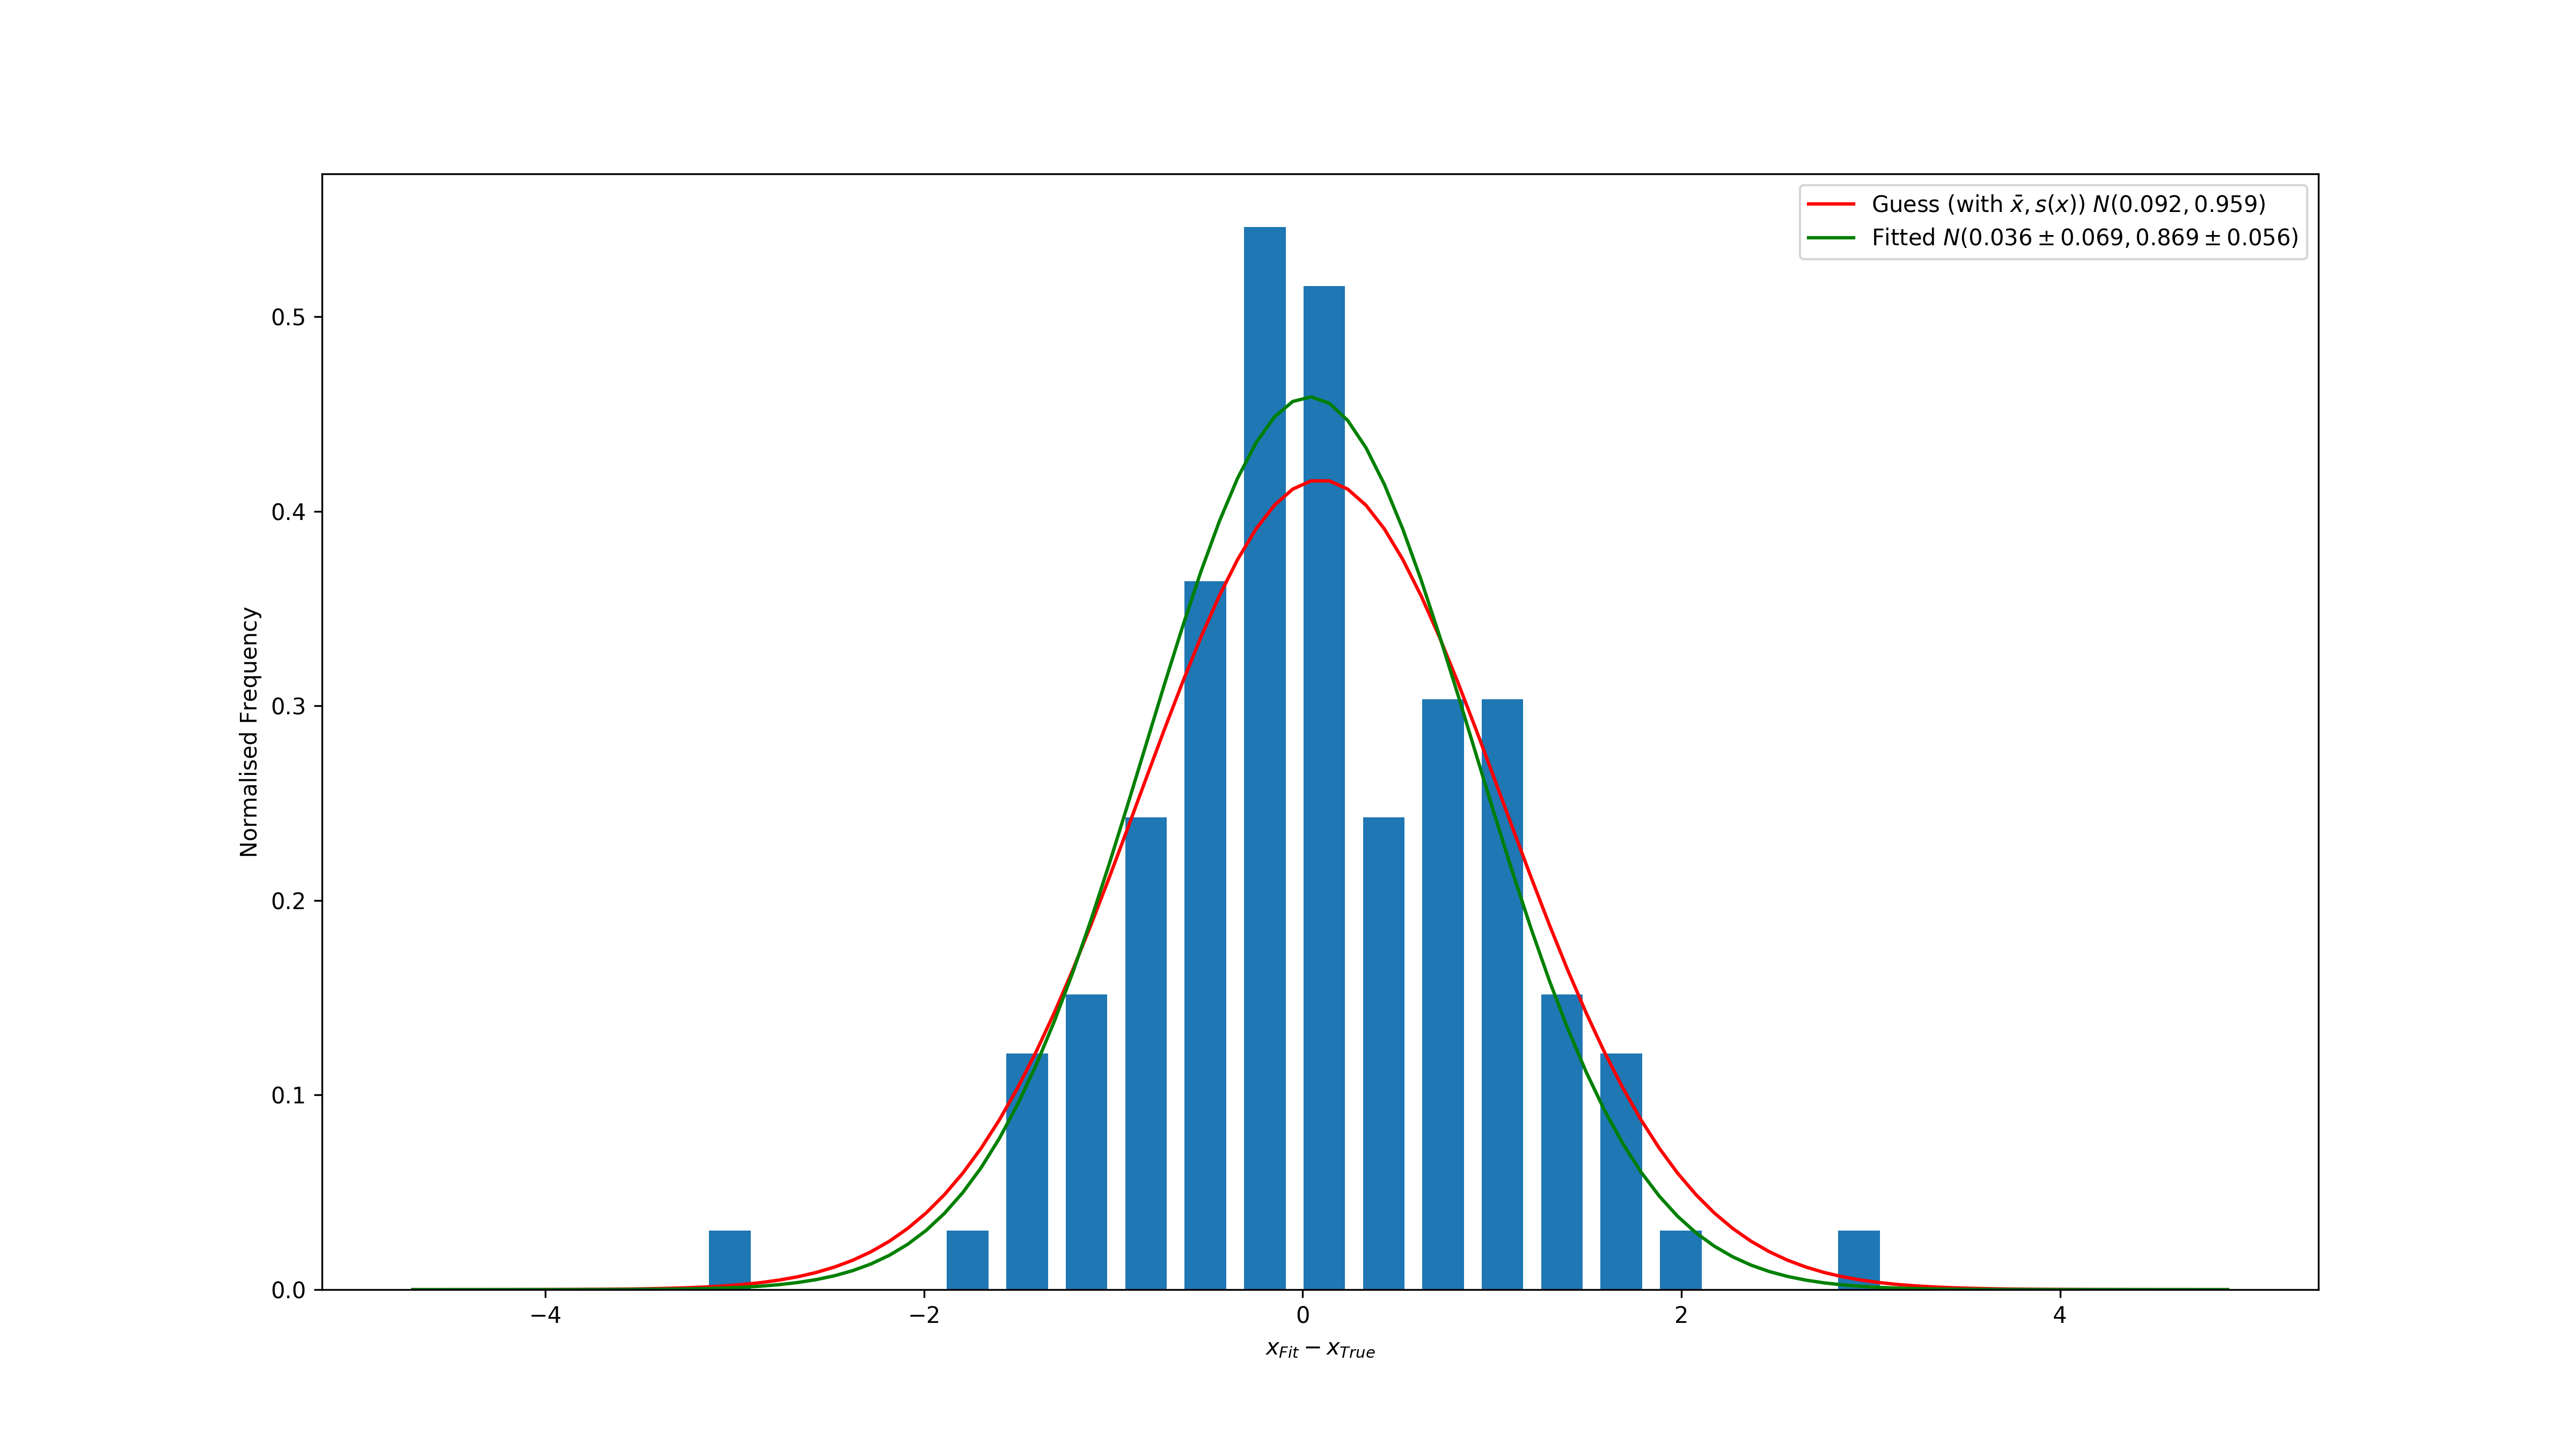 Guess (with x̄, s(x)) N(0.092, 0.959)
Fitted N(0.036 ± 0.069, 0.869 ± 0.056)
0.5
0.4
0.3
0.2
0.1
0.0
Normalised Frequency
−4 −2 0 2 4
x_Fit − x_True